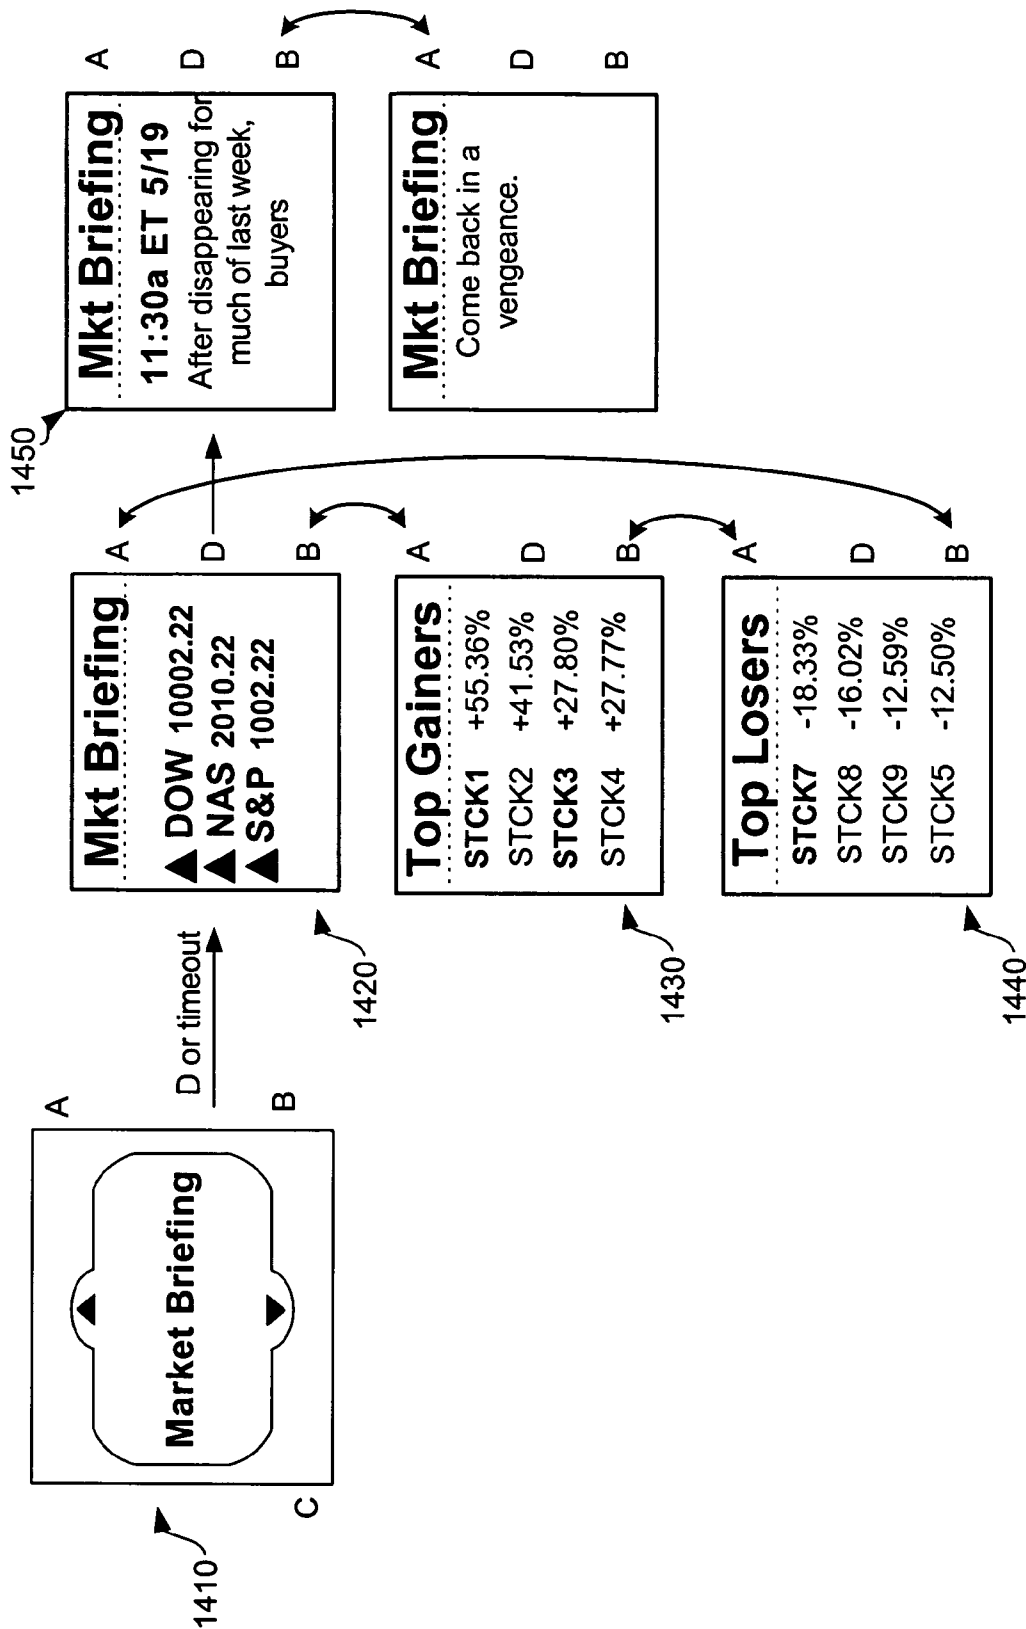 1410
C
Market Briefing
A
B
D or timeout
1420
Mkt Briefing
DOW 10002.22
NAS 2010.22
S&P 1002.22
A
D
B
1430
Top Gainers
STCK1 +55.36%
STCK2 +41.53%
STCK3 +27.80%
STCK4 +27.77%
A
D
B
1440
Top Losers
STCK7 -18.33%
STCK8 -16.02%
STCK9 -12.59%
STCK5 -12.50%
A
D
B
1450
Mkt Briefing
11:30a ET 5/19
After disappearing for
much of last week,
buyers
A
D
B
Mkt Briefing
Come back in a
vengeance.
A
D
B